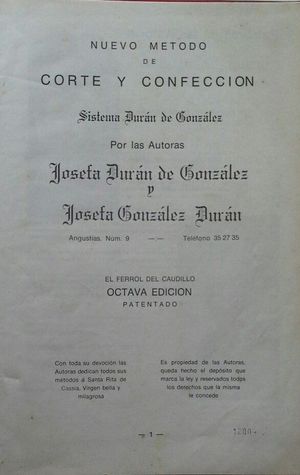 NUEVO METODO
DE
CORTE Y CONFECCION
Sistema Durán de González
Por las Autoras
Josefa Durán de González
y
Josefa González Durán
Angustias, Núm. 9 — — Teléfono 35 27 35
EL FERROL DEL CAUDILLO
OCTAVA EDICION
PATENTADO
Con toda su devoción las
Autoras dedican todos sus
métodos á Santa Rita de
Cassia, Virgen bella y
milagrosa
Es propiedad de las Autoras,
queda hecho el depósito que
marca la ley y reservados todos
los derechos que la misma
le concede
— 1 —